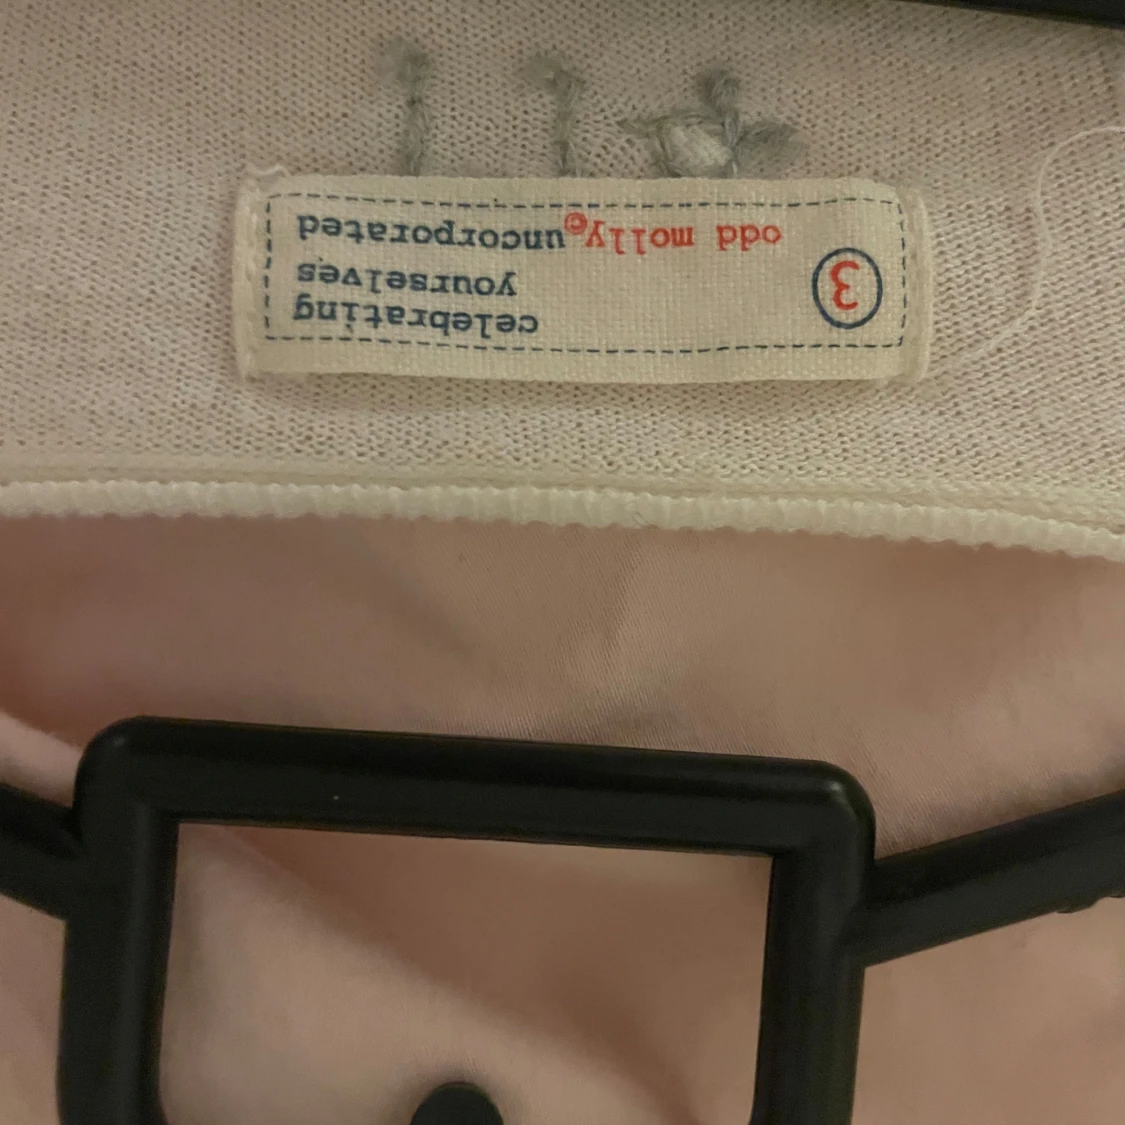 celebrating
3 yourselves
odd molly©uncorporated